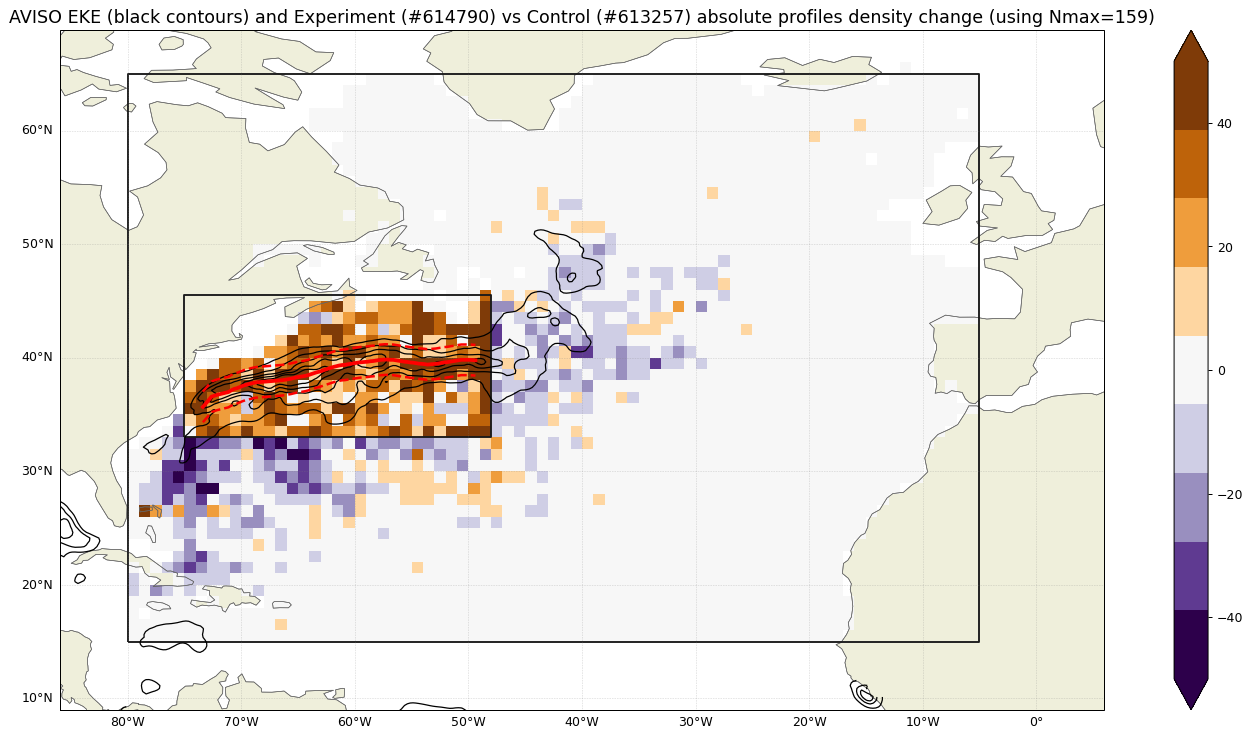 AVISO EKE (black contours) and Experiment (#614790) vs Control (#613257) absolute profiles density change (using Nmax=159)
60°N
50°N
40°N
30°N
20°N
10°N
80°W
70°W
60°W
50°W
40°W
30°W
20°W
10°W
0°
40
20
0
−20
−40